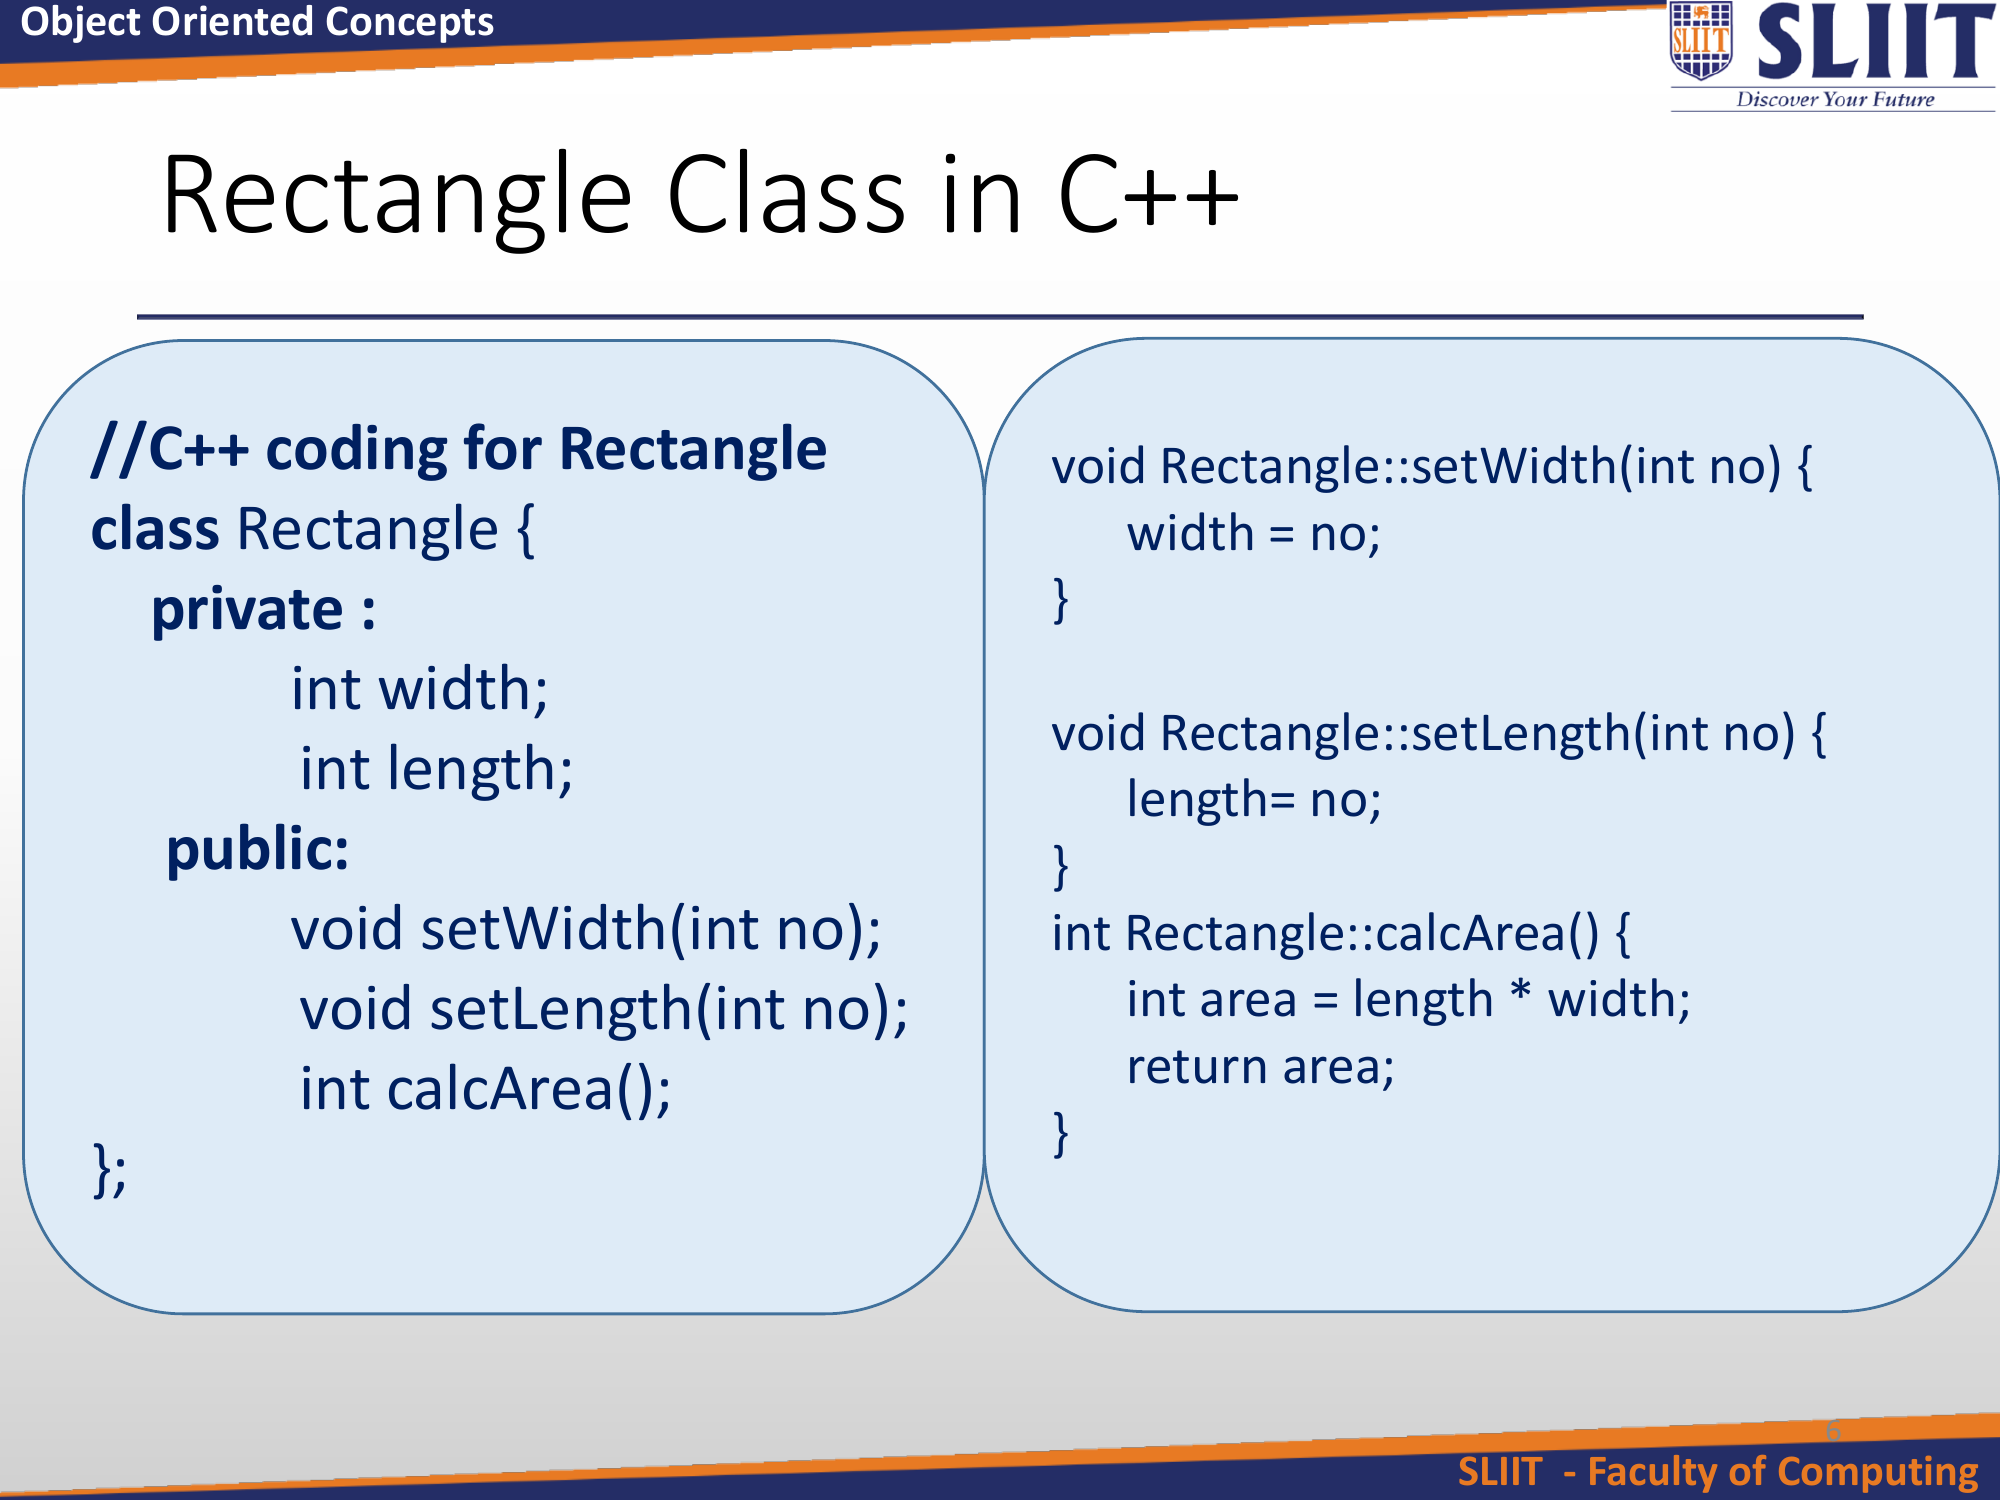 Object Oriented Concepts
SLIIT
SLIIT
Discover Your Future
Rectangle Class in C++
//C++ coding for Rectangle
class Rectangle {
private :
int width;
int length;
public:
void setWidth(int no);
void setLength(int no);
int calcArea();
};
void Rectangle::setWidth(int no) {
width = no;
}
void Rectangle::setLength(int no) {
length= no;
}
int Rectangle::calcArea() {
int area = length * width;
return area;
}
6
SLIIT - Faculty of Computing